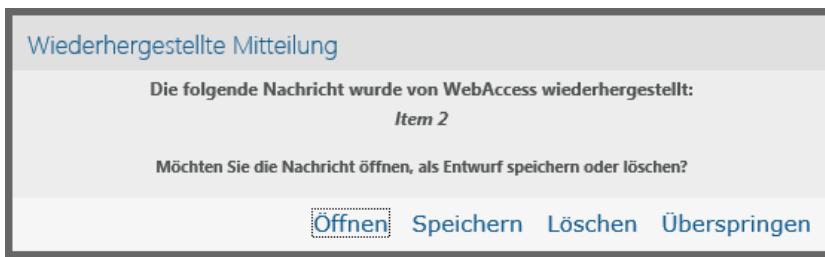 Wiederhergestellte Mitteilung
Die folgende Nachricht wurde von WebAccess wiederhergestellt:
Item 2
Möchten Sie die Nachricht öffnen, als Entwurf speichern oder löschen?
Öffnen Speichern Löschen Überspringen